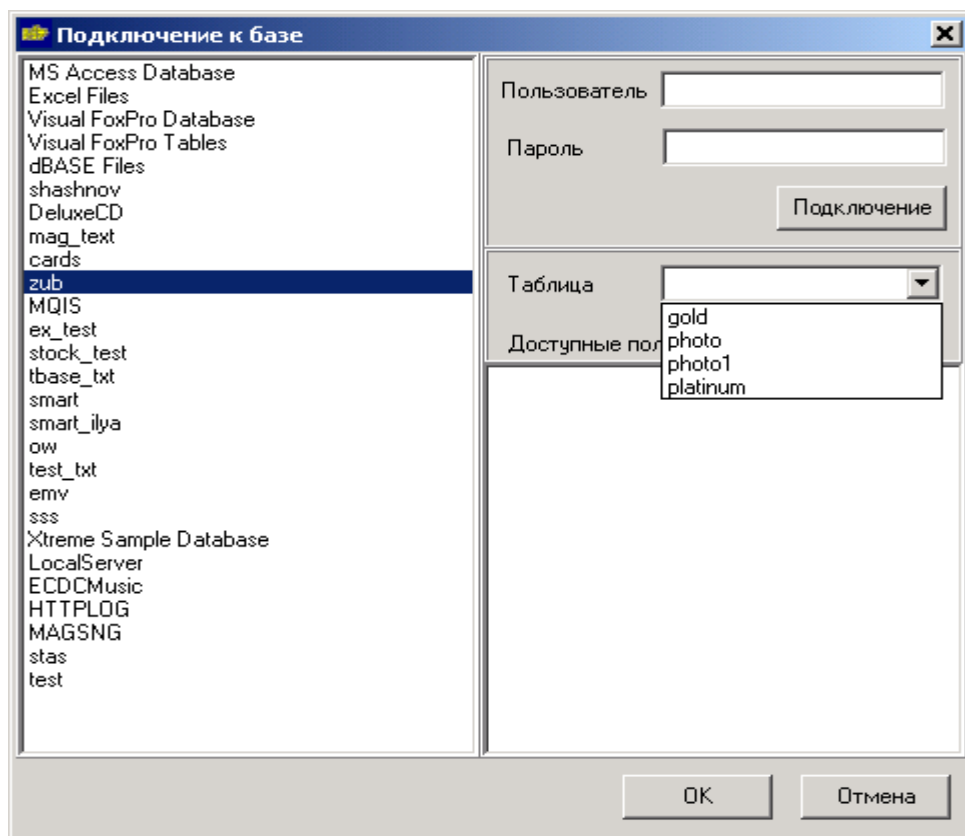 Подключение к базе
MS Access Database
Excel Files
Visual FoxPro Database
Visual FoxPro Tables
dBASE Files
shashnov
DeluxeCD
mag_text
cards
zub
MQIS
ex_test
stock_test
tbase_txt
smart
smart_ilya
ow
test_txt
emv
sss
Xtreme Sample Database
LocalServer
ECDCMusic
HTTPLOG
MAGSNG
stas
test
Пользователь
Пароль
Подключение
Таблица
gold
photo
photo1
platinum
Доступные пол
OK
Отмена